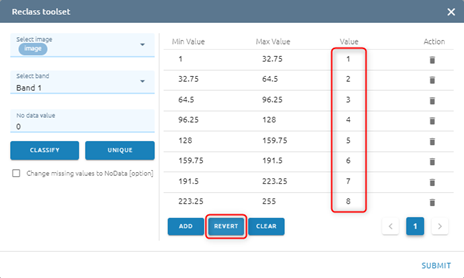 Reclass toolset
Select image
image
Select band
Band 1
No data value
0
CLASSIFY UNIQUE
Change missing values to NoData [option]
Min Value Max Value Value Action
1 32.75 1
32.75 64.5 2
64.5 96.25 3
96.25 128 4
128 159.75 5
159.75 191.5 6
191.5 223.25 7
223.25 255 8
ADD REVERT CLEAR
1
SUBMIT